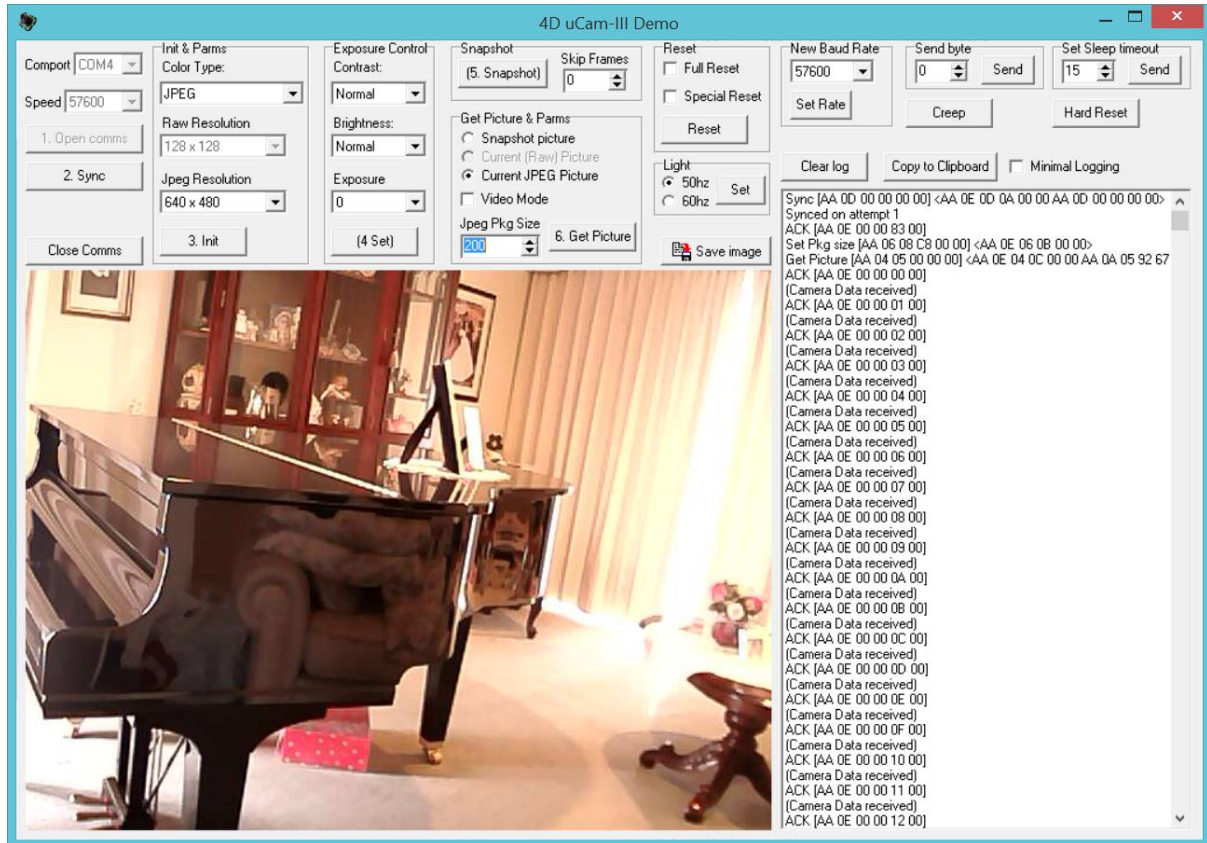 4D uCam-III Demo
Comport COM4
Speed 57600
1. Open comms
2. Sync
Close Comms
Init & Parms
Color Type:
JPEG
Raw Resolution
128 x 128
Jpeg Resolution
640 x 480
3. Init
Exposure Control
Contrast:
Normal
Brightness:
Normal
Exposure
0
(4 Set)
Snapshot
(5. Snapshot)
Skip Frames
0
Get Picture & Parms
Snapshot picture
Current (Raw) Picture
Current JPEG Picture
Video Mode
Jpeg Pkg Size
200
6. Get Picture
Reset
Full Reset
Special Reset
Reset
Light
50hz
60hz
Set
Save image
New Baud Rate
57600
Set Rate
Send byte
0
Send
Creep
Set Sleep timeout
15
Send
Hard Reset
Clear log
Copy to Clipboard
Minimal Logging
Sync [AA 0D 00 00 00 00] <AA 0E 0D 0A 00 00 AA 0D 00 00 00 00>
Synced on attempt 1
ACK [AA 0E 00 00 83 00]
Set Pkg size [AA 06 08 C8 00 00] <AA 0E 06 0B 00 00>
Get Picture [AA 04 05 00 00 00] <AA 0E 04 0C 00 00 AA 0A 05 92 67
ACK [AA 0E 00 00 00 00]
(Camera Data received)
ACK [AA 0E 00 00 01 00]
(Camera Data received)
ACK [AA 0E 00 00 02 00]
(Camera Data received)
ACK [AA 0E 00 00 03 00]
(Camera Data received)
ACK [AA 0E 00 00 04 00]
(Camera Data received)
ACK [AA 0E 00 00 05 00]
(Camera Data received)
ACK [AA 0E 00 00 06 00]
(Camera Data received)
ACK [AA 0E 00 00 07 00]
(Camera Data received)
ACK [AA 0E 00 00 08 00]
(Camera Data received)
ACK [AA 0E 00 00 09 00]
(Camera Data received)
ACK [AA 0E 00 00 0A 00]
(Camera Data received)
ACK [AA 0E 00 00 0B 00]
(Camera Data received)
ACK [AA 0E 00 00 0C 00]
(Camera Data received)
ACK [AA 0E 00 00 0D 00]
(Camera Data received)
ACK [AA 0E 00 00 0E 00]
(Camera Data received)
ACK [AA 0E 00 00 0F 00]
(Camera Data received)
ACK [AA 0E 00 00 10 00]
(Camera Data received)
ACK [AA 0E 00 00 11 00]
(Camera Data received)
ACK [AA 0E 00 00 12 00]